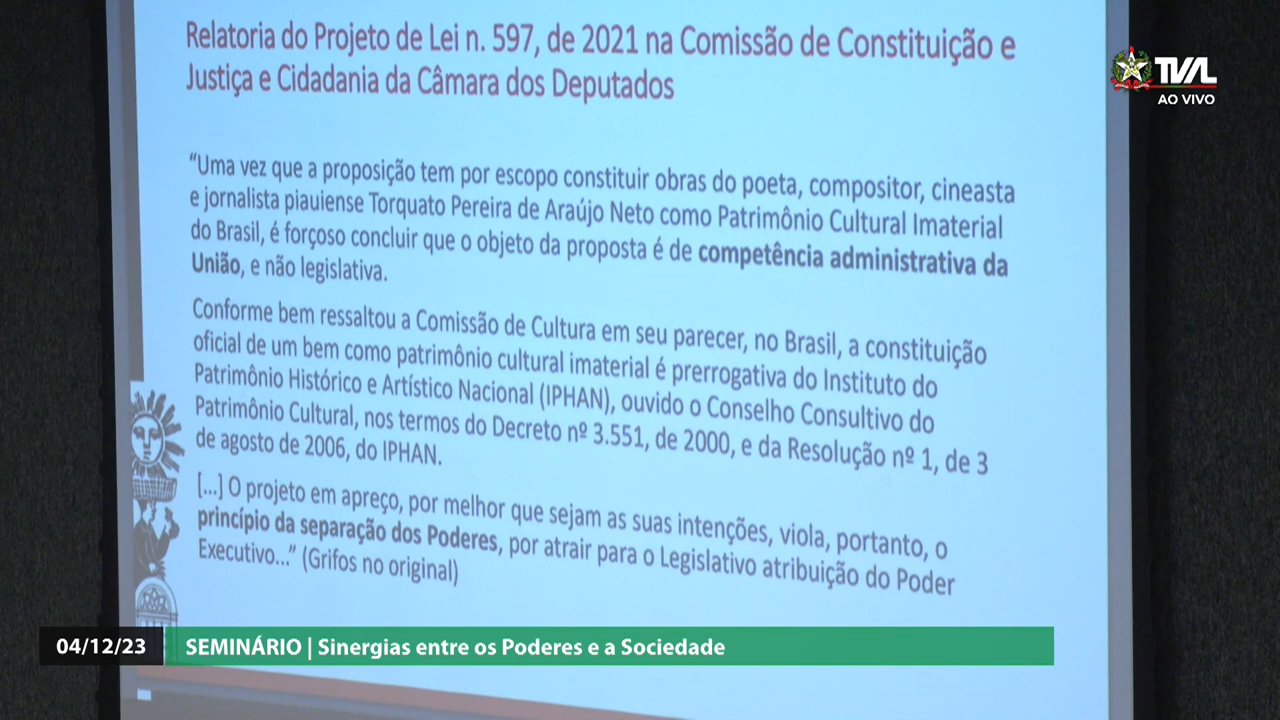 Relatoria do Projeto de Lei n. 597, de 2021 na Comissão de Constituição e
Justiça e Cidadania da Câmara dos Deputados
TVAL
AO VIVO
“Uma vez que a proposição tem por escopo constituir obras do poeta, compositor, cineasta
e jornalista piauiense Torquato Pereira de Araújo Neto como Patrimônio Cultural Imaterial
do Brasil, é forçoso concluir que o objeto da proposta é de competência administrativa da
União, e não legislativa.
Conforme bem ressaltou a Comissão de Cultura em seu parecer, no Brasil, a constituição
oficial de um bem como patrimônio cultural imaterial é prerrogativa do Instituto do
Patrimônio Histórico e Artístico Nacional (IPHAN), ouvido o Conselho Consultivo do
Patrimônio Cultural, nos termos do Decreto nº 3.551, de 2000, e da Resolução nº 1, de 3
de agosto de 2006, do IPHAN.
[...] O projeto em apreço, por melhor que sejam as suas intenções, viola, portanto, o
princípio da separação dos Poderes, por atrair para o Legislativo atribuição do Poder
Executivo...” (Grifos no original)
04/12/23
SEMINÁRIO | Sinergias entre os Poderes e a Sociedade